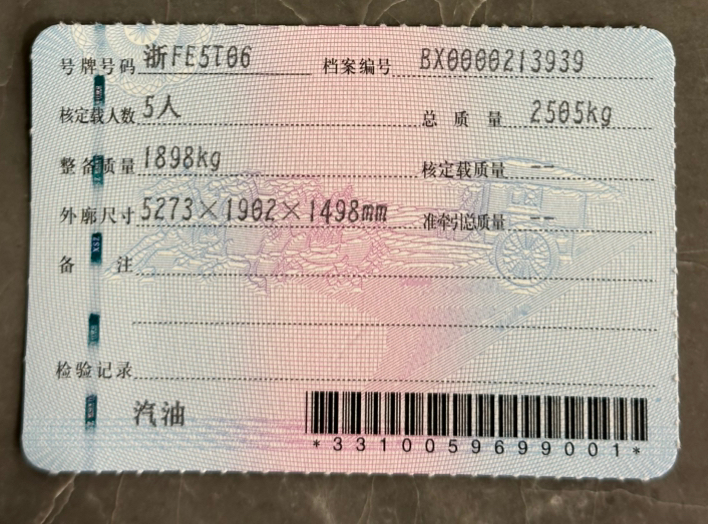 号牌号码 浙FE5T06 档案编号 BX0000213939
核定载人数 5人 总质量 2505kg
整备质量 1898kg 核定载质量 --
外廓尺寸 5273×1902×1498mm 准牵引总质量 --
备注
检验记录
汽油
*3310059699001*